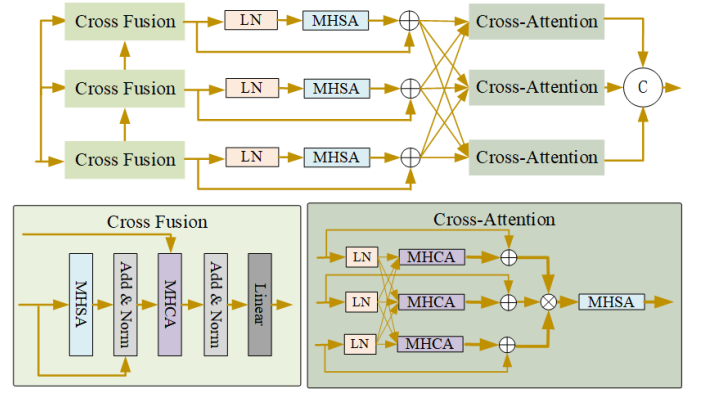 Cross Fusion LN MHSA Cross-Attention
Cross Fusion LN MHSA Cross-Attention C
Cross Fusion LN MHSA Cross-Attention
Cross Fusion
MHSA
Add & Norm
MHCA
Add & Norm
Linear
Cross-Attention
LN MHCA
LN MHCA MHSA
LN MHCA